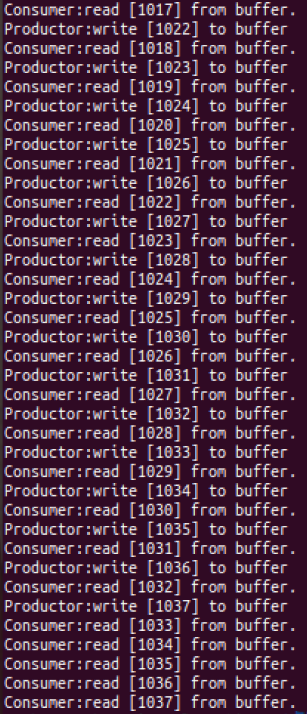 Consumer:read [1017] from buffer.
Productor:write [1022] to buffer
Consumer:read [1018] from buffer.
Productor:write [1023] to buffer
Consumer:read [1019] from buffer.
Productor:write [1024] to buffer
Consumer:read [1020] from buffer.
Productor:write [1025] to buffer
Consumer:read [1021] from buffer.
Productor:write [1026] to buffer
Consumer:read [1022] from buffer.
Productor:write [1027] to buffer
Consumer:read [1023] from buffer.
Productor:write [1028] to buffer
Consumer:read [1024] from buffer.
Productor:write [1029] to buffer
Consumer:read [1025] from buffer.
Productor:write [1030] to buffer
Consumer:read [1026] from buffer.
Productor:write [1031] to buffer
Consumer:read [1027] from buffer.
Productor:write [1032] to buffer
Consumer:read [1028] from buffer.
Productor:write [1033] to buffer
Consumer:read [1029] from buffer.
Productor:write [1034] to buffer
Consumer:read [1030] from buffer.
Productor:write [1035] to buffer
Consumer:read [1031] from buffer.
Productor:write [1036] to buffer
Consumer:read [1032] from buffer.
Productor:write [1037] to buffer
Consumer:read [1033] from buffer.
Consumer:read [1034] from buffer.
Consumer:read [1035] from buffer.
Consumer:read [1036] from buffer.
Consumer:read [1037] from buffer.